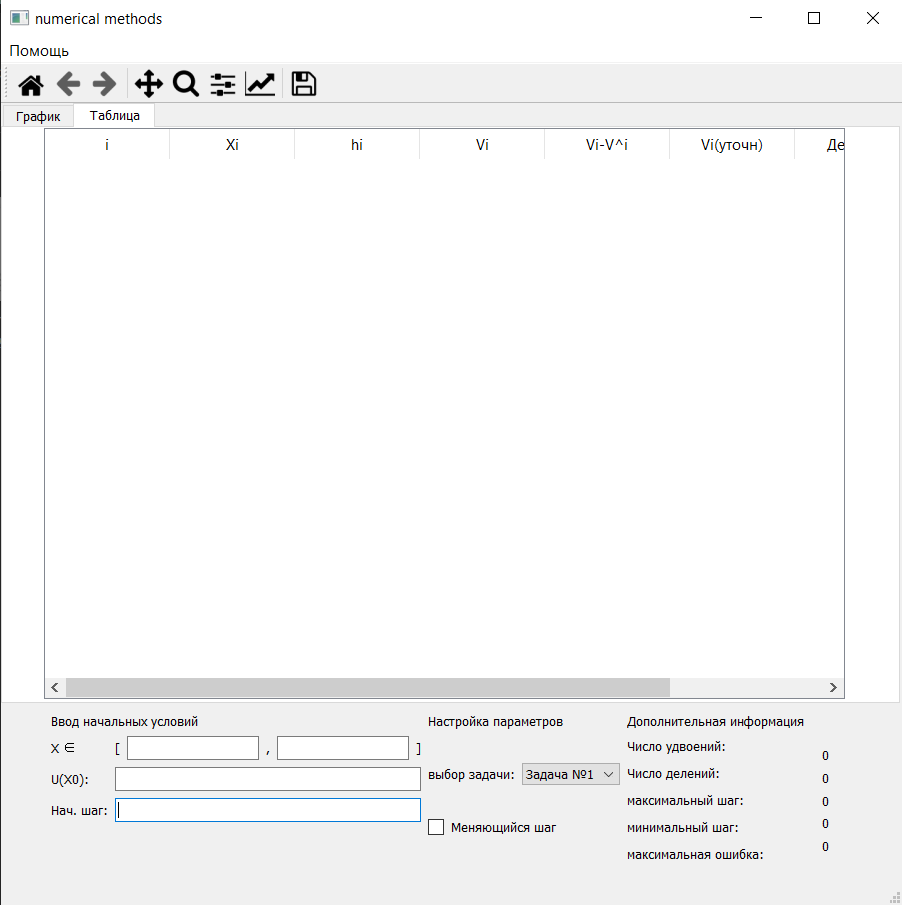 numerical methods
Помощь
График Таблица
i Xi hi Vi Vi-V^i Vi(уточн) Де
Ввод начальных условий Настройка параметров Дополнительная информация
X ∈ [ , ] Число удвоений: 0
U(X0): выбор задачи: Задача №1 Число делений: 0
Нач. шаг: максимальный шаг: 0
Меняющийся шаг минимальный шаг: 0
максимальная ошибка: 0